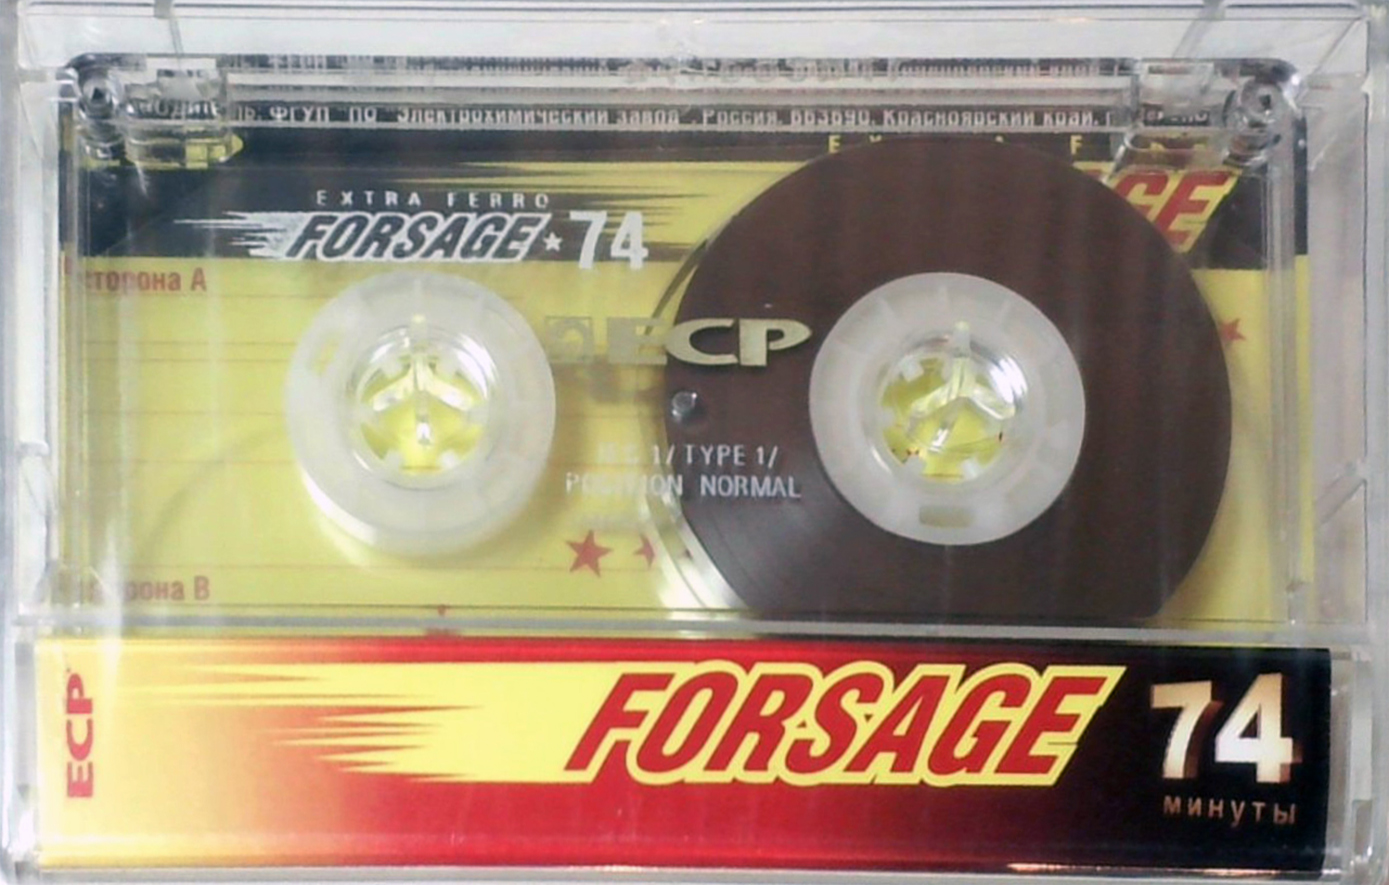 ФГУП "ПО "Электрохимический завод". Россия, 663690, Красноярский край, г.
EXTRA FERRO
FORSAGE★74
сторона А
ECP
IEC 1/ TYPE 1/
POSITION NORMAL
сторона В
ECP
FORSAGE
74
минуты